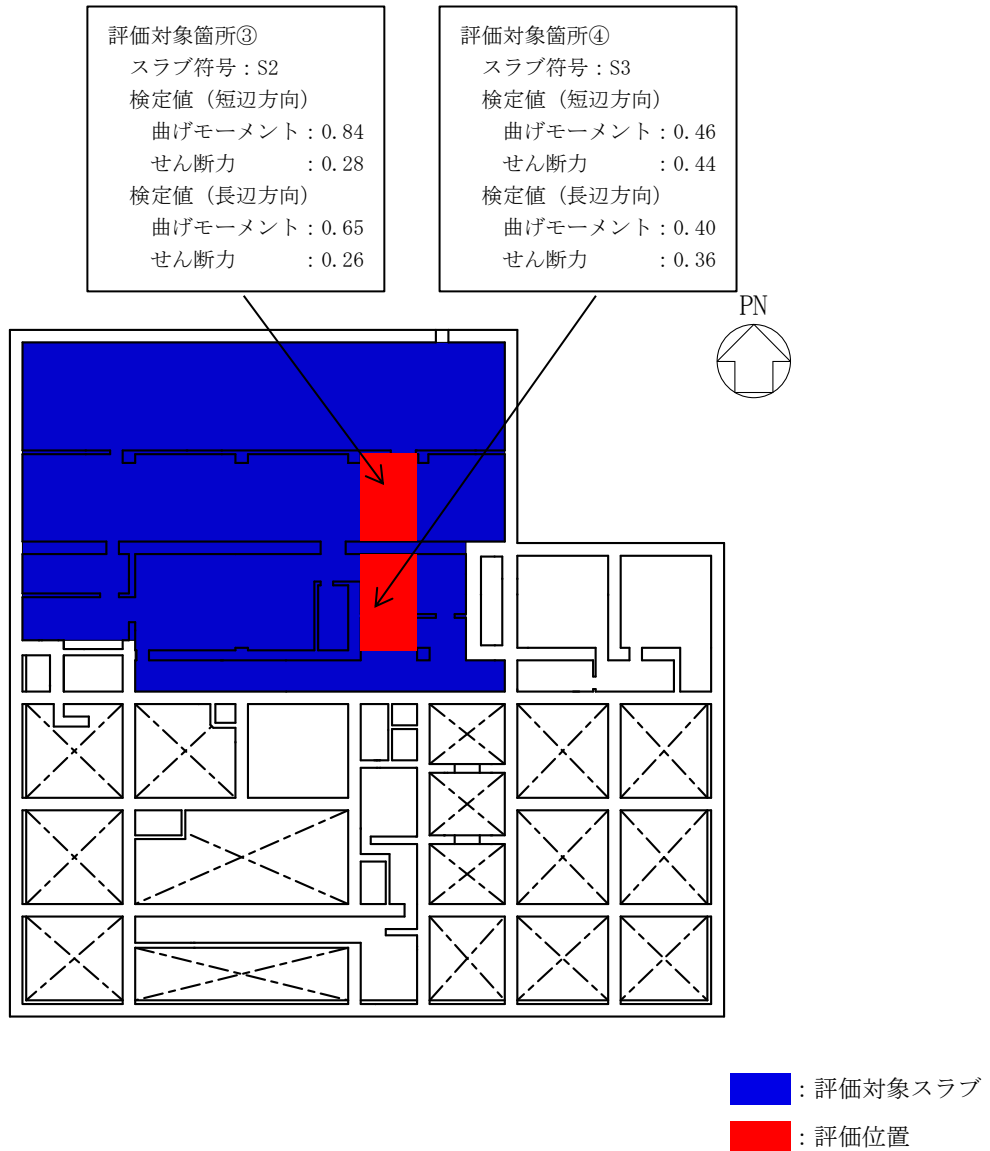 評価対象箇所③
スラブ符号：S2
検定値（短辺方向）
曲げモーメント：0.84
せん断力　　　：0.28
検定値（長辺方向）
曲げモーメント：0.65
せん断力　　　：0.26
評価対象箇所④
スラブ符号：S3
検定値（短辺方向）
曲げモーメント：0.46
せん断力　　　：0.44
検定値（長辺方向）
曲げモーメント：0.40
せん断力　　　：0.36
PN
：評価対象スラブ
：評価位置